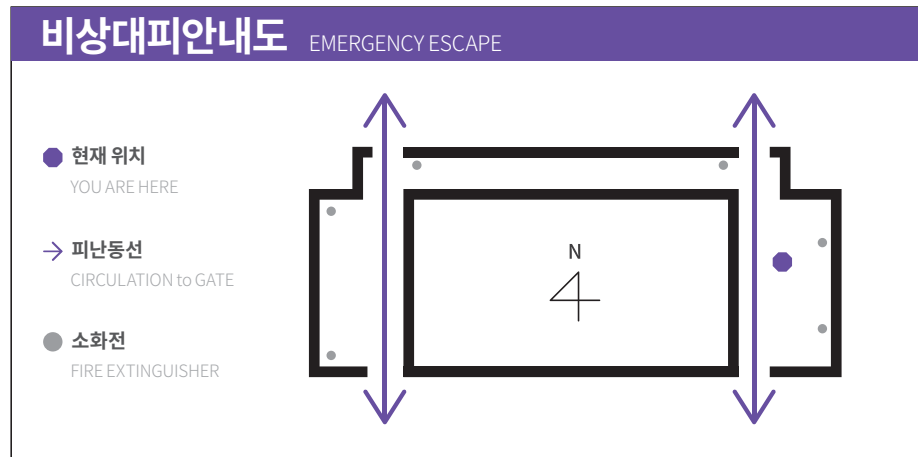 비상대피안내도 EMERGENCY ESCAPE
현재 위치
YOU ARE HERE
피난동선
CIRCULATION to GATE
소화전
FIRE EXTINGUISHER
N